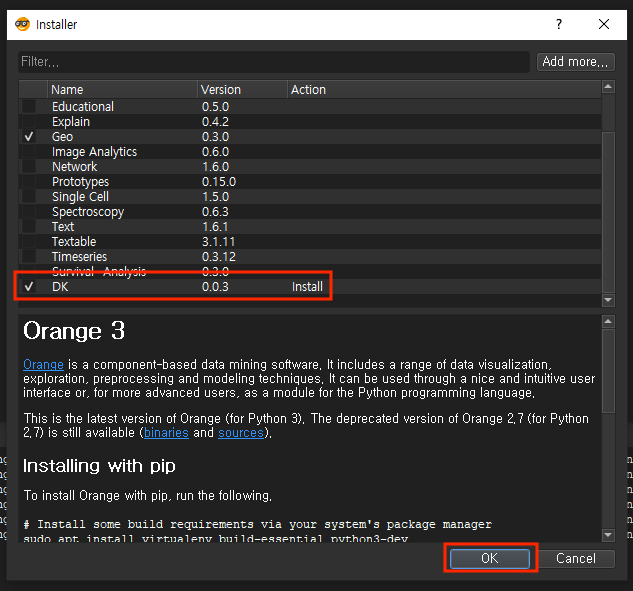 Installer
?
Filter...
Add more...
Name Version Action
Educational 0.5.0
Explain 0.4.2
Geo 0.3.0
Image Analytics 0.6.0
Network 1.6.0
Prototypes 0.15.0
Single Cell 1.5.0
Spectroscopy 0.6.3
Text 1.6.1
Textable 3.1.11
Timeseries 0.3.12
Survival-Analysis 0.3.0
DK 0.0.3 Install
Orange 3
Orange is a component-based data mining software. It includes a range of data visualization,
exploration, preprocessing and modeling techniques. It can be used through a nice and intuitive user
interface or, for more advanced users, as a module for the Python programming language.
This is the latest version of Orange (for Python 3). The deprecated version of Orange 2.7 (for Python
2.7) is still available (binaries and sources).
Installing with pip
To install Orange with pip, run the following.
# Install some build requirements via your system's package manager
sudo apt install virtualenv build-essential python3-dev
OK
Cancel